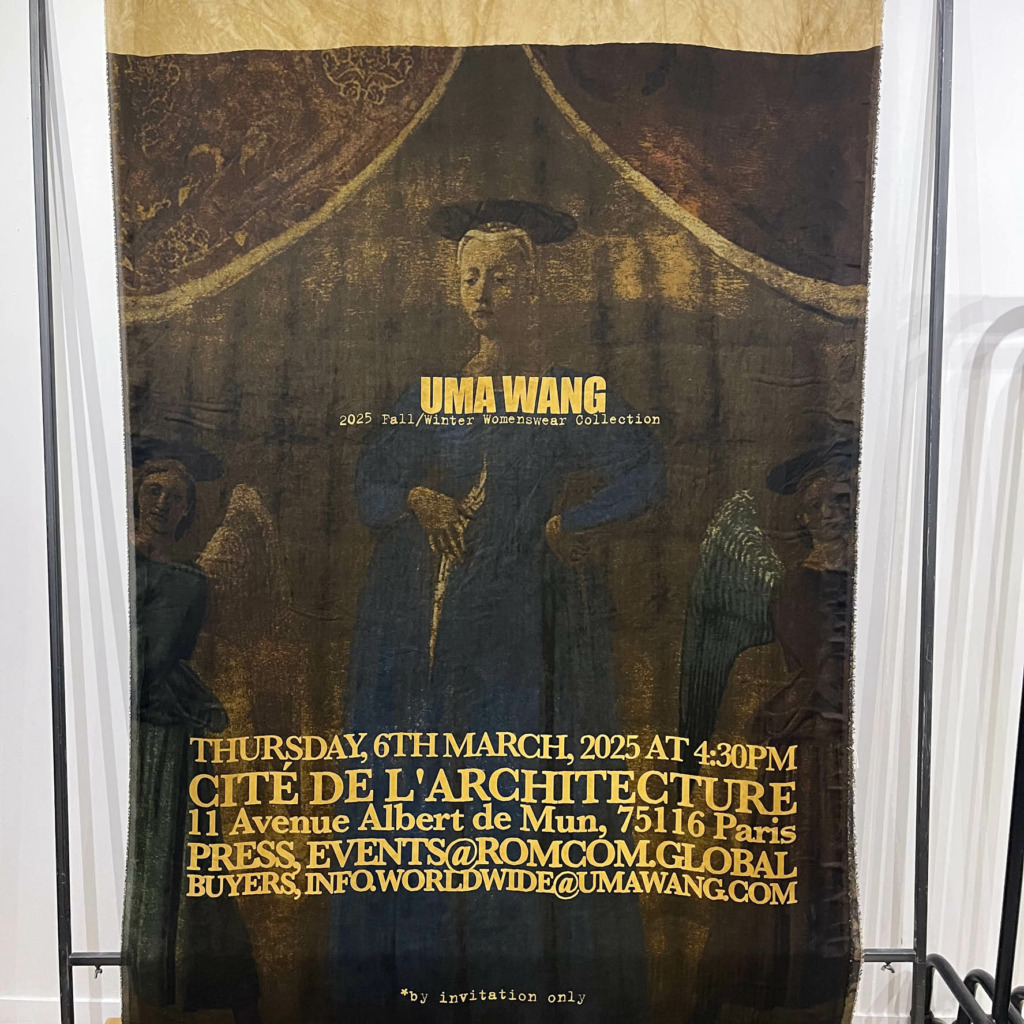 UMA WANG
2025 Fall/Winter Womenswear Collection
THURSDAY, 6TH MARCH, 2025 AT 4:30PM
CITÉ DE L'ARCHITECTURE
11 Avenue Albert de Mun, 75116 Paris
PRESS, EVENTS@ROMCOM.GLOBAL
BUYERS, INFO.WORLDWIDE@UMAWANG.COM
*by invitation only